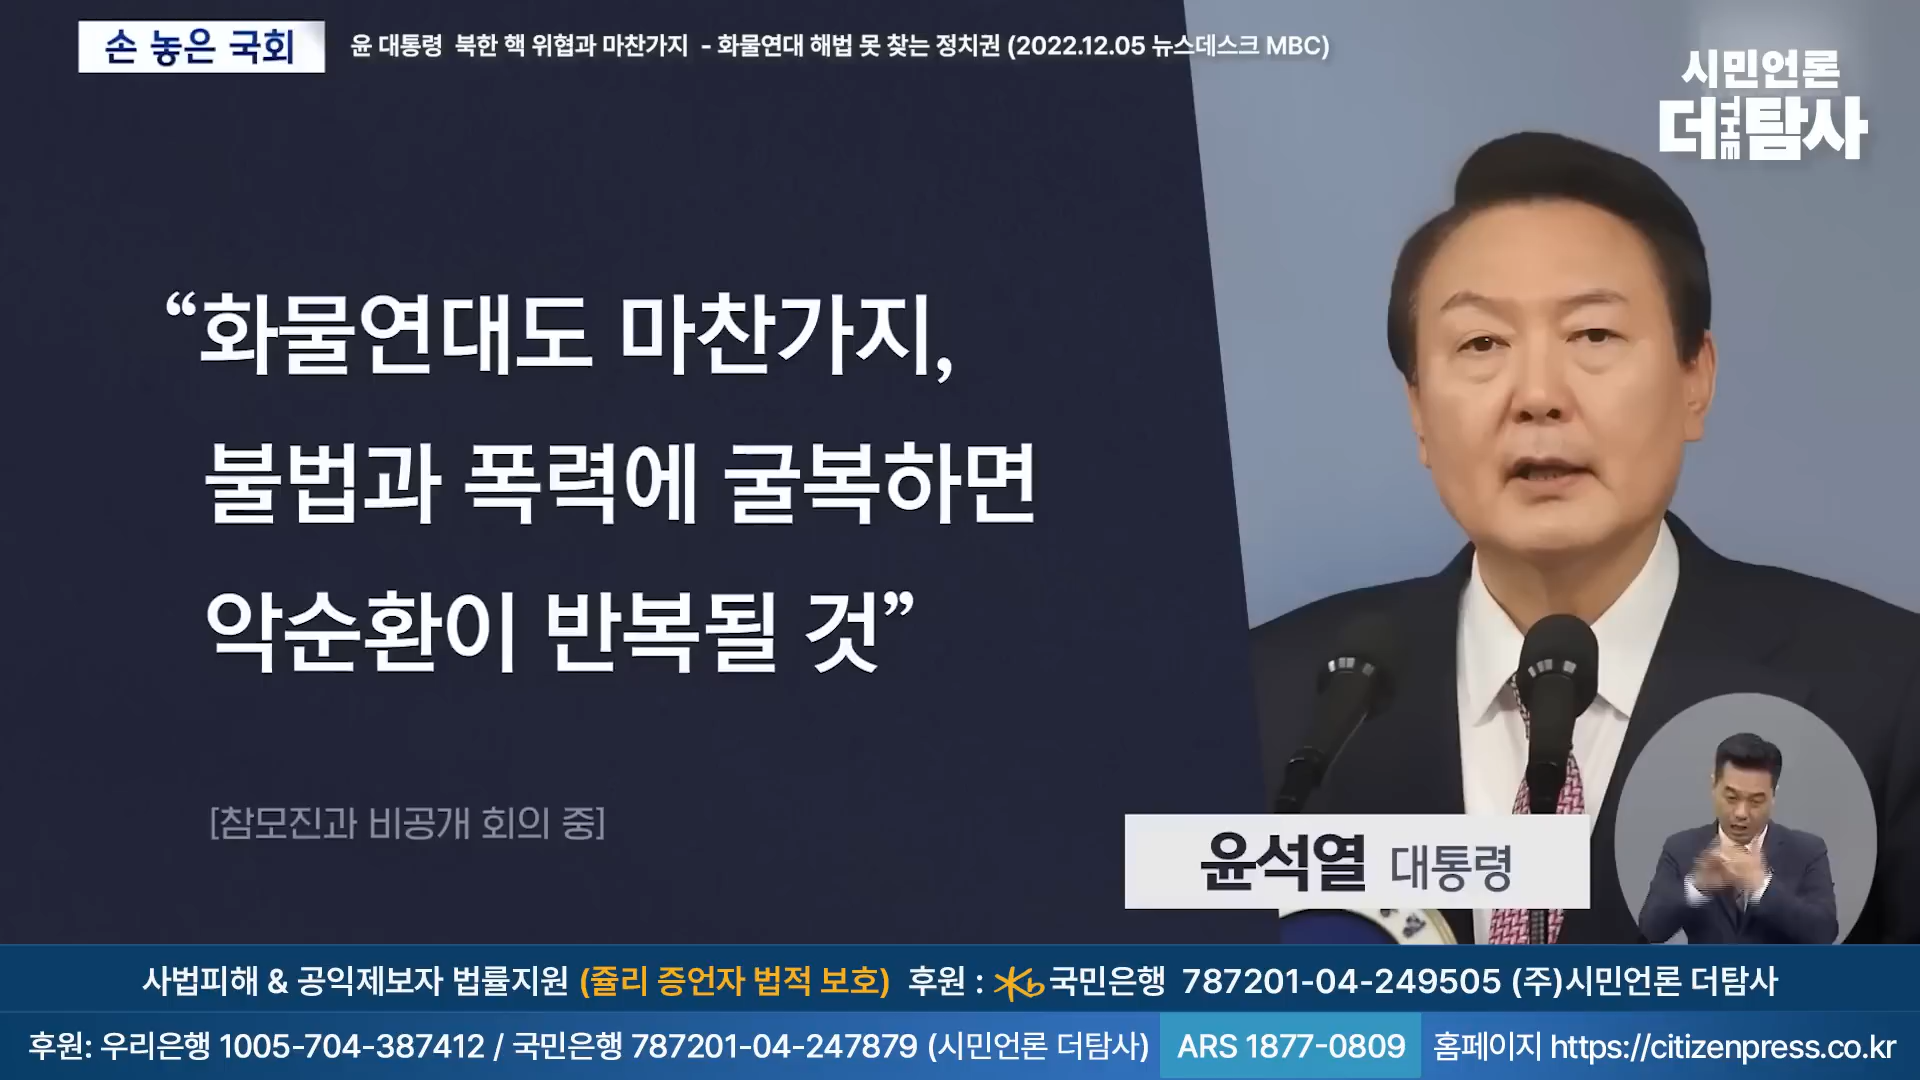 손 놓은 국회
윤 대통령 북한 핵 위협과 마찬가지 - 화물연대 해법 못 찾는 정치권 (2022.12.05 뉴스데스크 MBC)
시민언론
더탐사
“화물연대도 마찬가지,
불법과 폭력에 굴복하면
악순환이 반복될 것”
[참모진과 비공개 회의 중]
윤석열 대통령
사법피해 & 공익제보자 법률지원 (쥴리 증언자 법적 보호) 후원 : KB국민은행 787201-04-249505 (주)시민언론 더탐사
후원: 우리은행 1005-704-387412 / 국민은행 787201-04-247879 (시민언론 더탐사) ARS 1877-0809 홈페이지 https://citizenpress.co.kr